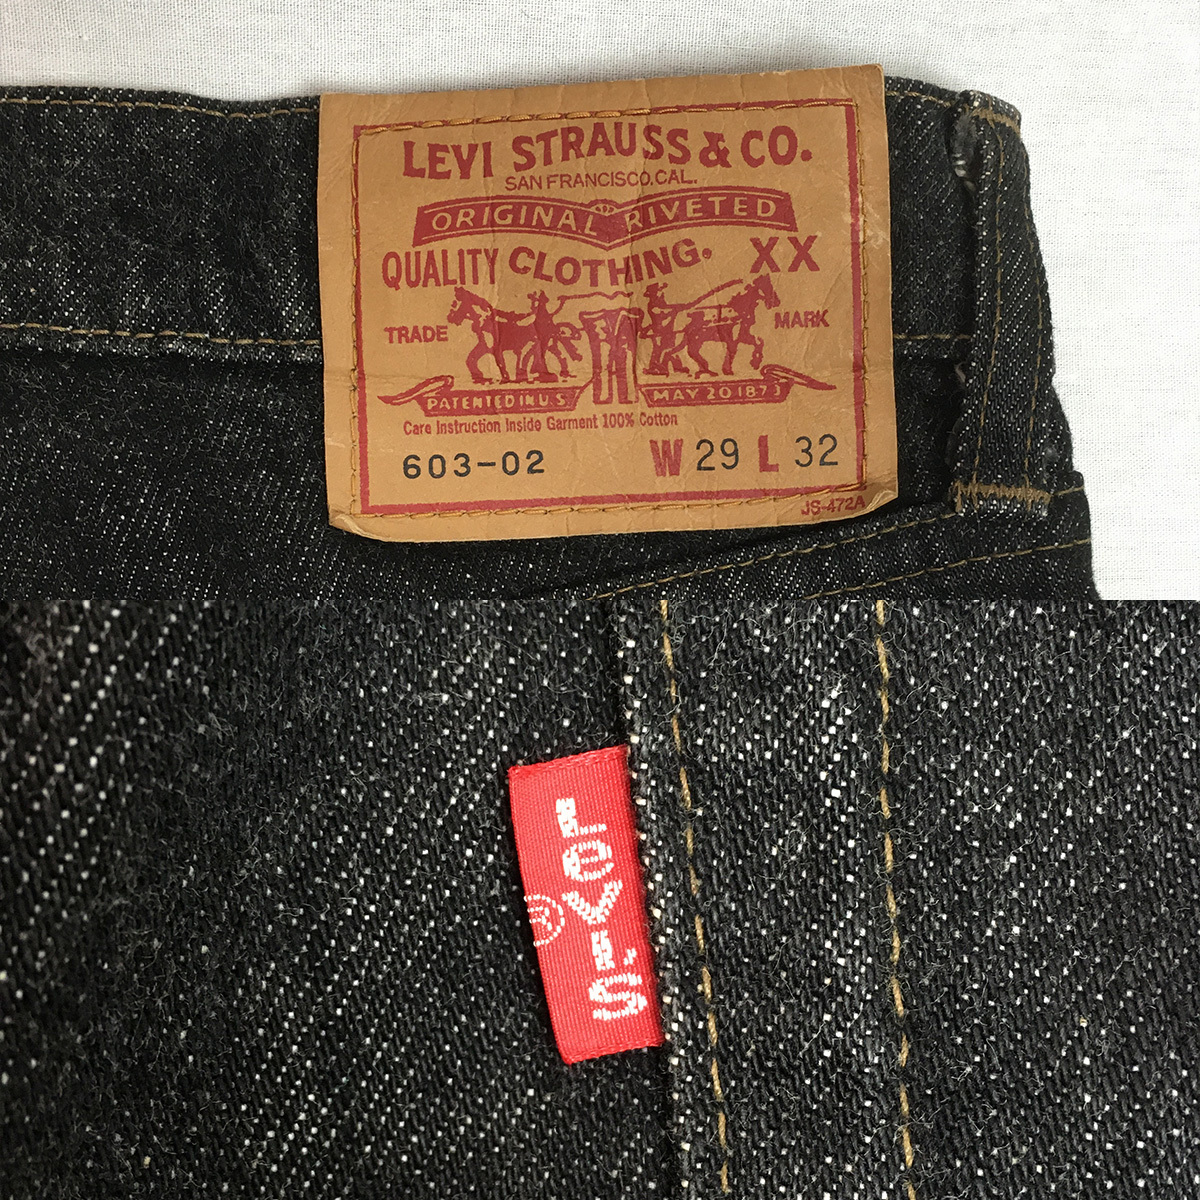 LEVI STRAUSS & CO.
SAN FRANCISCO, CAL.
ORIGINAL RIVETED
QUALITY CLOTHING. XX
TRADE MARK
PATENTED IN U.S. MAY 20 1873
Care Instruction Inside Garment 100% Cotton
603-02 W 29 L 32
JS-472A
LeVI'S
®